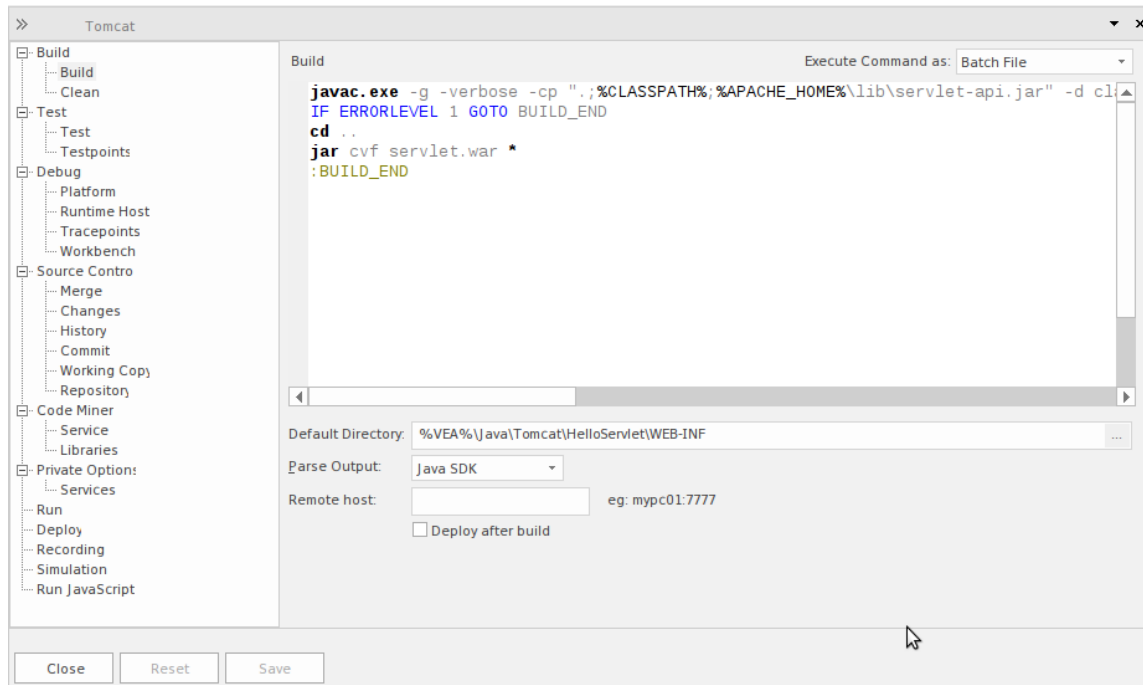 Tomcat
Build
Build
Clean
Test
Test
Testpoints
Debug
Platform
Runtime Host
Tracepoints
Workbench
Source Contro
Merge
Changes
History
Commit
Working Copy
Repository
Code Miner
Service
Libraries
Private Options
Services
Run
Deploy
Recording
Simulation
Run JavaScript
Build
Execute Command as: Batch File
javac.exe -g -verbose -cp ".;%CLASSPATH%;%APACHE_HOME%\lib\servlet-api.jar" -d cla
IF ERRORLEVEL 1 GOTO BUILD_END
cd ..
jar cvf servlet.war *
:BUILD_END
Default Directory: %VEA%\Java\Tomcat\HelloServlet\WEB-INF ...
Parse Output: Java SDK
Remote host: eg: mypc01:7777
Deploy after build
Close Reset Save